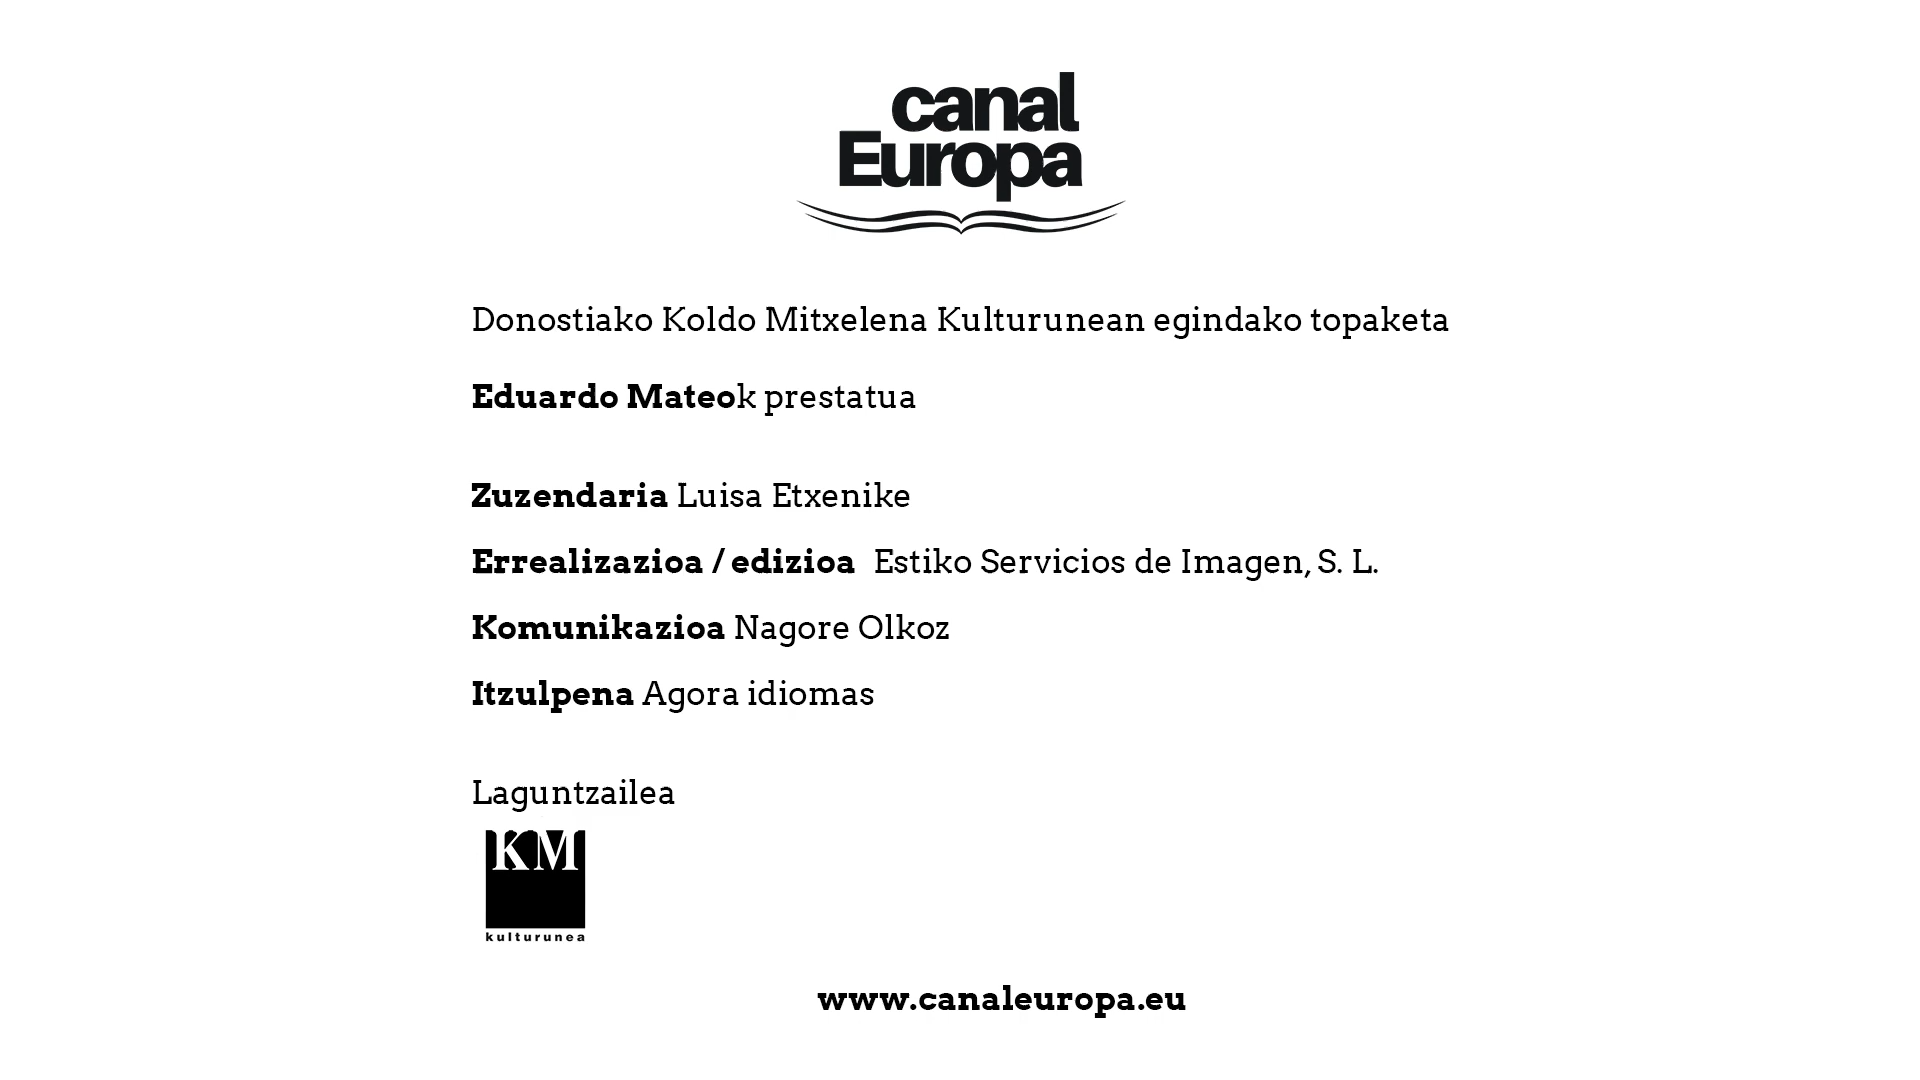 canal
Europa
Donostiako Koldo Mitxelena Kulturunean egindako topaketa
Eduardo Mateok prestatua
Zuzendaria Luisa Etxenike
Errealizazioa / edizioa Estiko Servicios de Imagen, S. L.
Komunikazioa Nagore Olkoz
Itzulpena Agora idiomas
Laguntzailea
KM
kulturunea
www.canaleuropa.eu